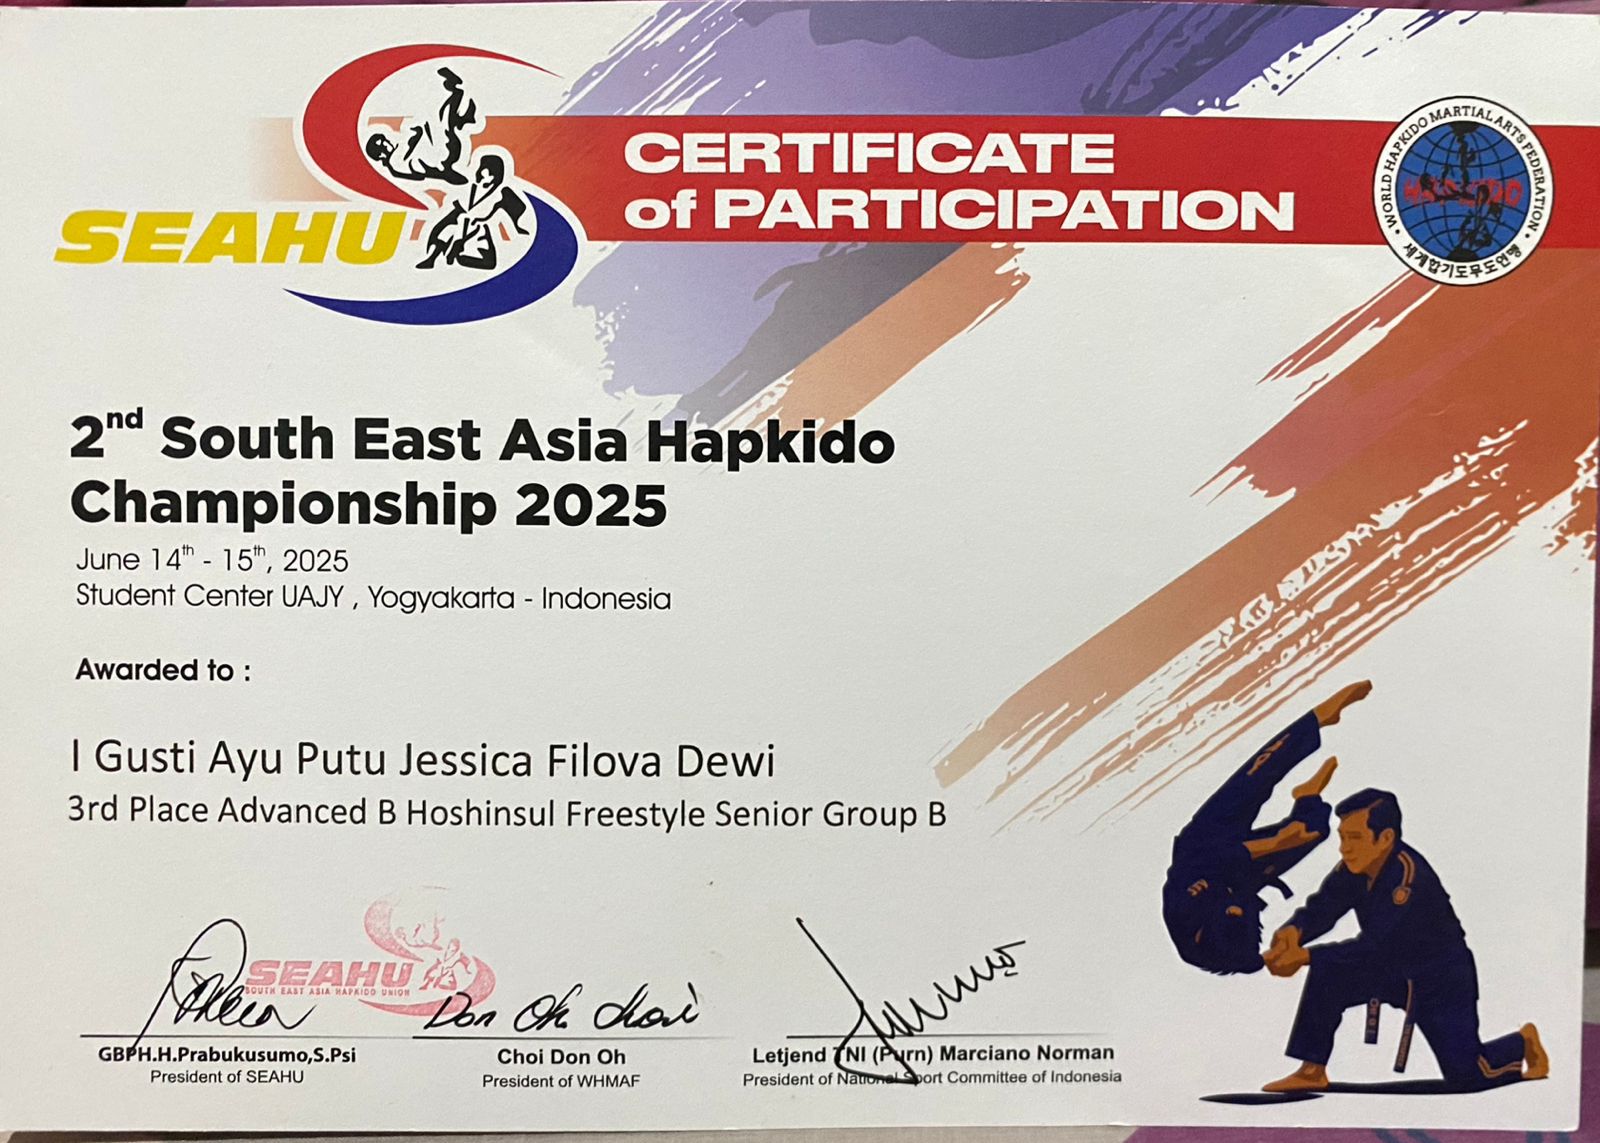 SEAHU
CERTIFICATE
of PARTICIPATION
WORLD HAPKIDO MARTIAL ARTS FEDERATION
HAPKIDO
세계합기도무도연맹
2nd South East Asia Hapkido
Championship 2025
June 14th - 15th, 2025
Student Center UAJY , Yogyakarta - Indonesia
Awarded to :
I Gusti Ayu Putu Jessica Filova Dewi
3rd Place Advanced B Hoshinsul Freestyle Senior Group B
SEAHU
SOUTH EAST ASIA HAPKIDO UNION
Don Oh Choi
GBPH.H.Prabukusumo,S.Psi
President of SEAHU
Choi Don Oh
President of WHMAF
Letjend TNI (Purn) Marciano Norman
President of National Sport Committee of Indonesia